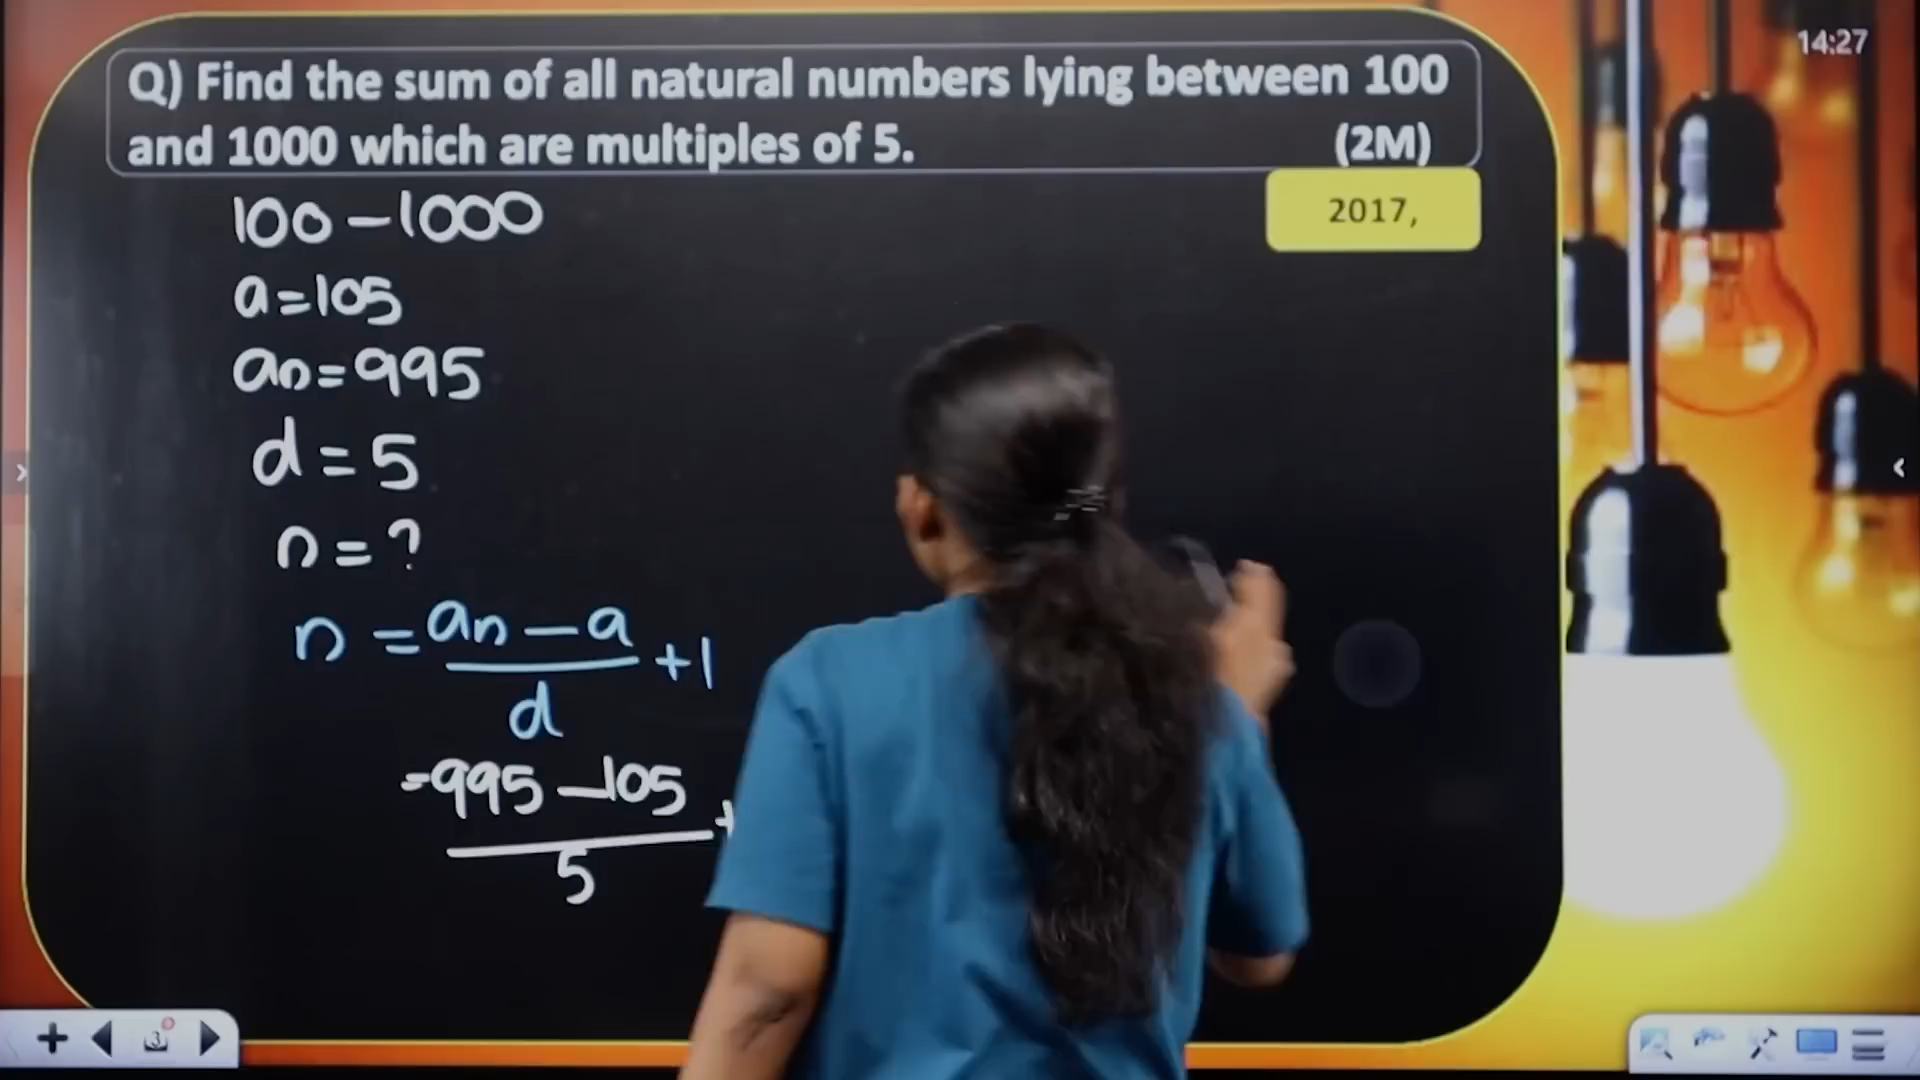 14:27
Q) Find the sum of all natural numbers lying between 100
and 1000 which are multiples of 5. (2M)
2017,
100 – 1000
a = 105
an = 995
d = 5
n = ?
n = an – a / d + 1
= 995 – 105 / 5 +